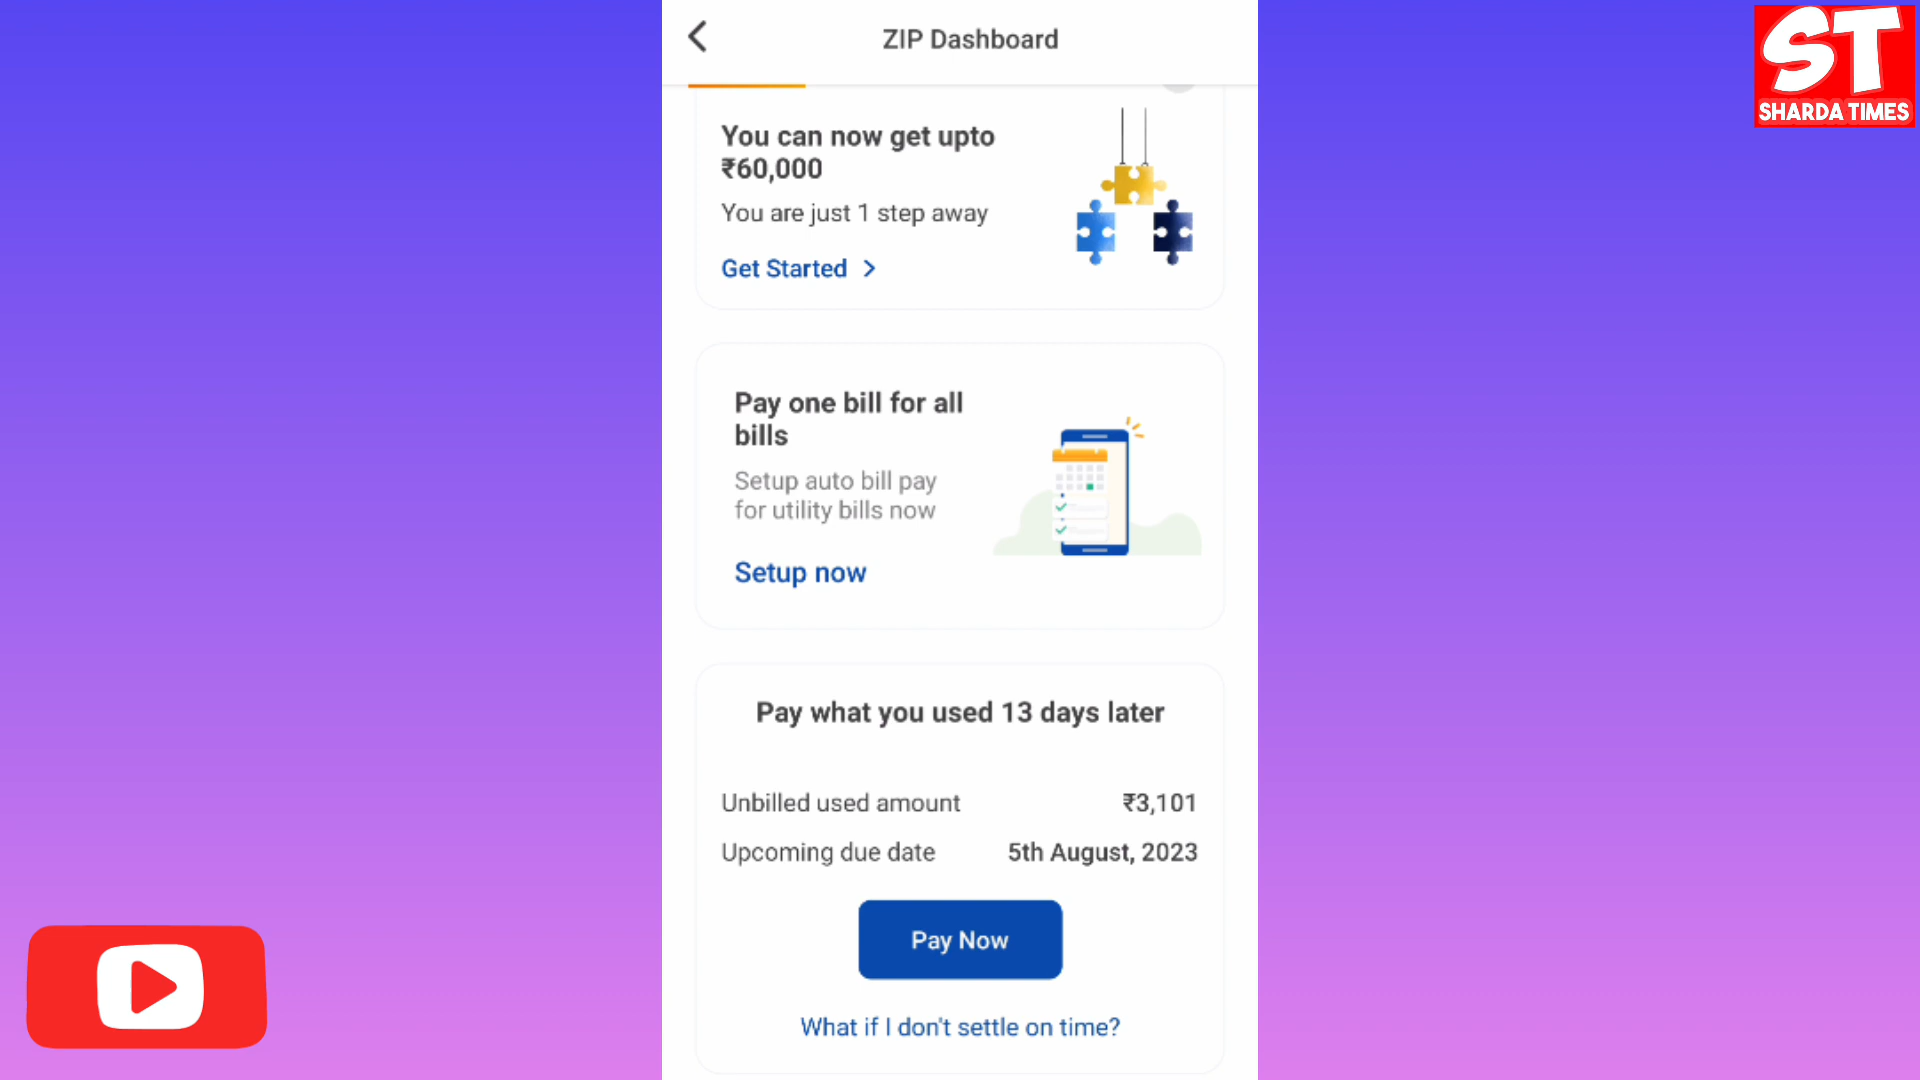 ZIP Dashboard
ST
SHARDA TIMES
You can now get upto
₹60,000
You are just 1 step away
Get Started >
Pay one bill for all
bills
Setup auto bill pay
for utility bills now
Setup now
Pay what you used 13 days later
Unbilled used amount ₹3,101
Upcoming due date 5th August, 2023
Pay Now
What if I don't settle on time?